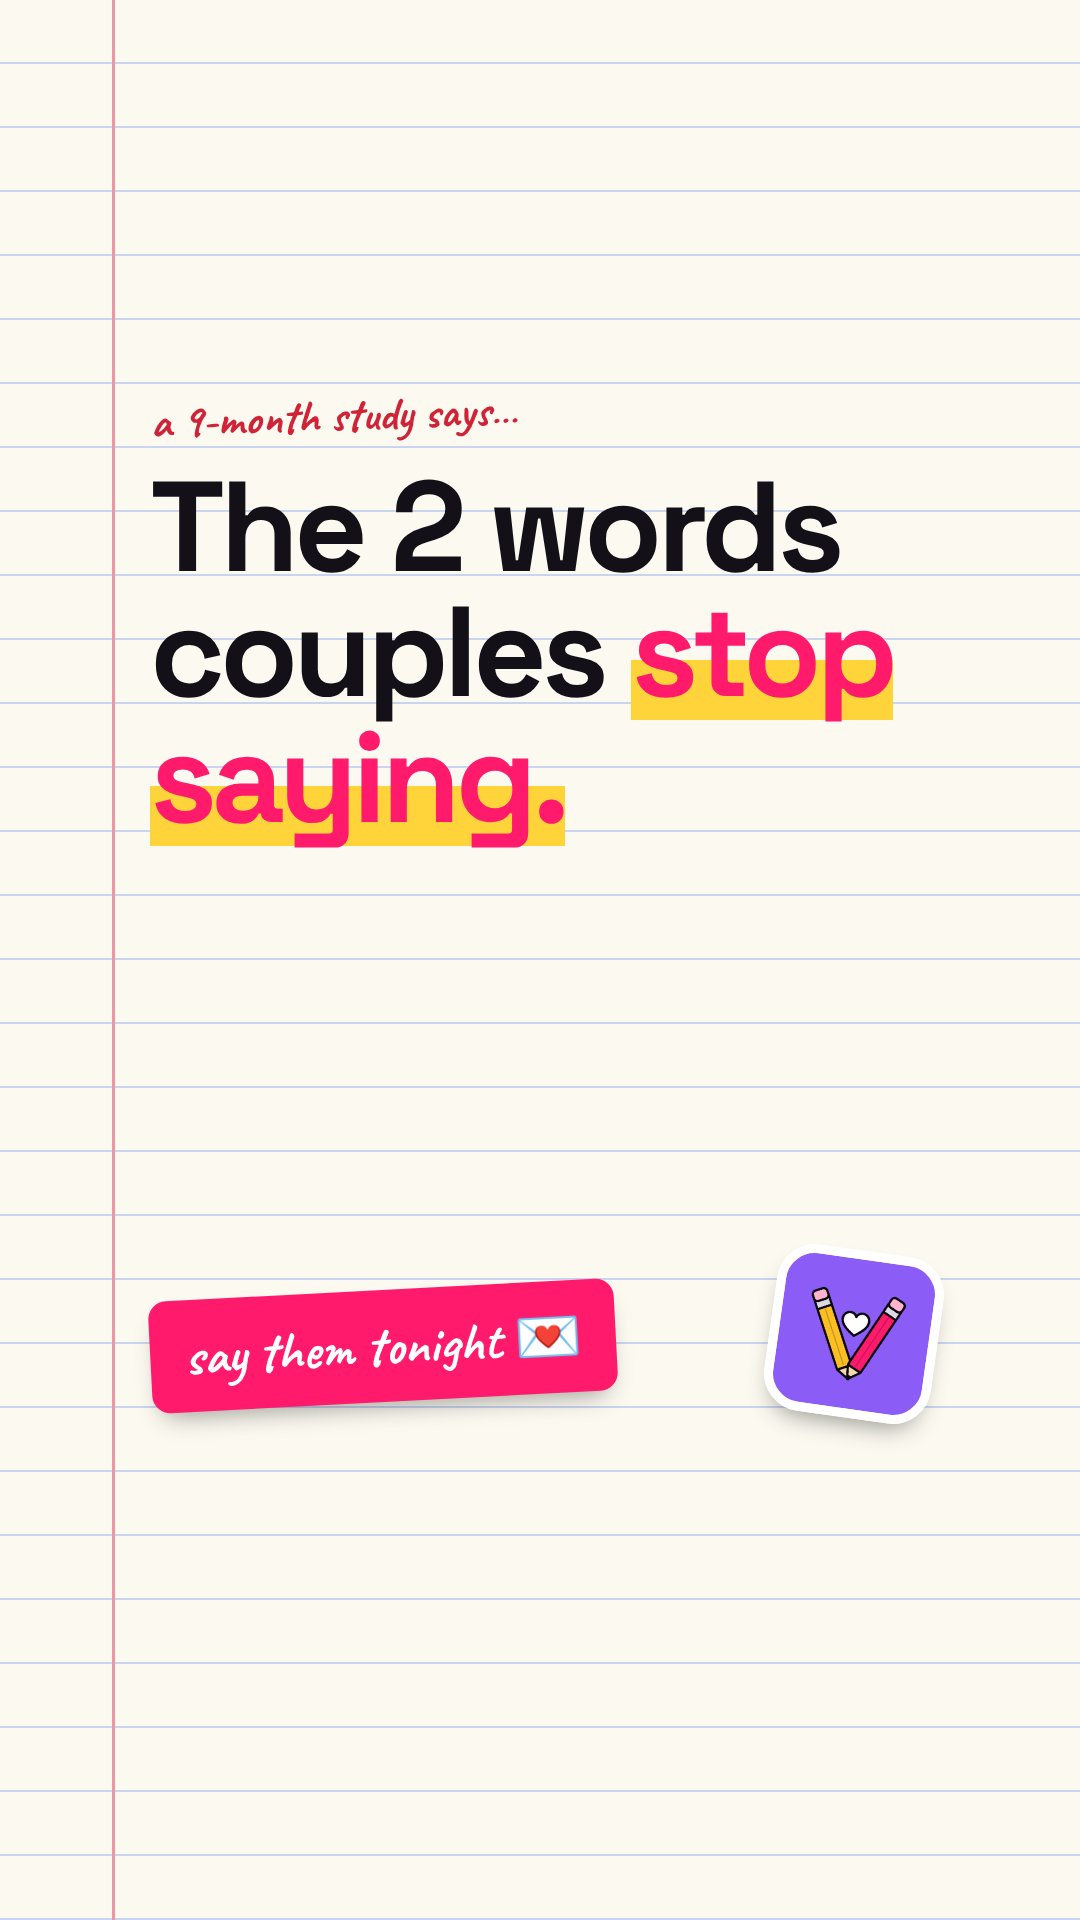 a 9-month study says...
The 2 words
couples stop
saying.
say them tonight 💌